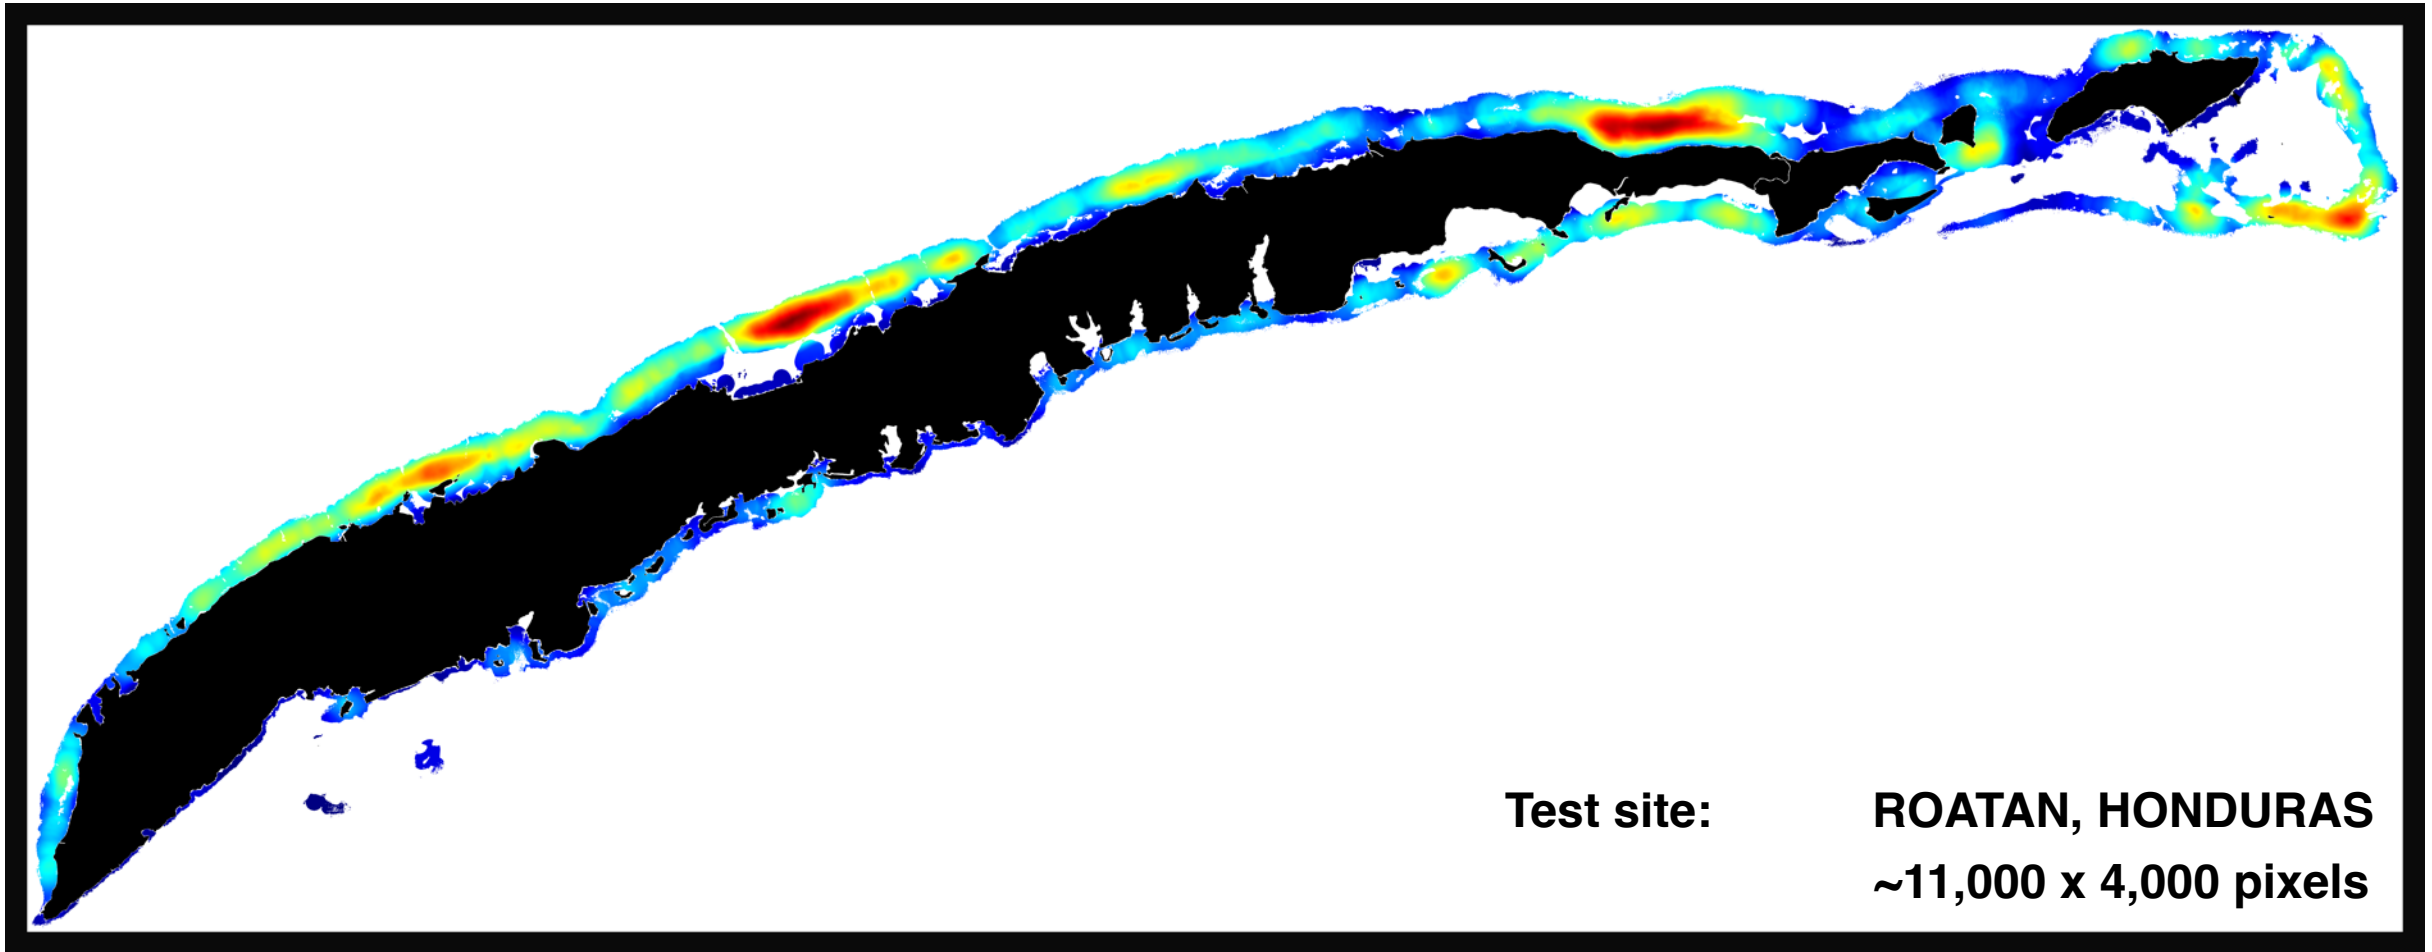 Test site: ROATAN, HONDURAS
~11,000 x 4,000 pixels